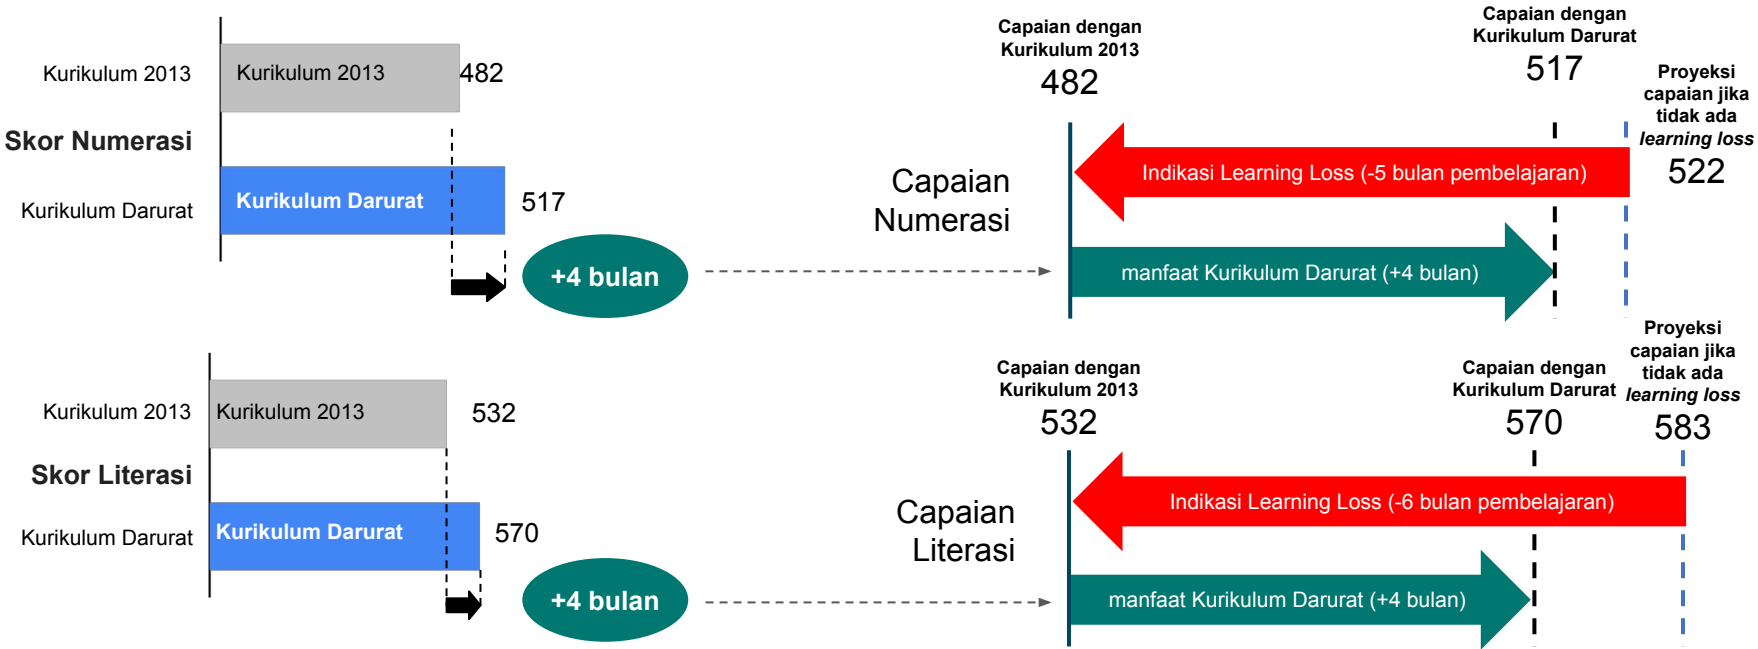 Kurikulum 2013
Kurikulum 2013
482
Skor Numerasi
Kurikulum Darurat
Kurikulum Darurat
517
+4 bulan
Capaian dengan
Kurikulum 2013
482
Capaian dengan
Kurikulum Darurat
517
Proyeksi
capaian jika
tidak ada
learning loss
522
Capaian
Numerasi
Indikasi Learning Loss (-5 bulan pembelajaran)
manfaat Kurikulum Darurat (+4 bulan)
Kurikulum 2013
Kurikulum 2013
532
Skor Literasi
Kurikulum Darurat
Kurikulum Darurat
570
+4 bulan
Capaian dengan
Kurikulum 2013
532
Capaian dengan
Kurikulum Darurat
570
Proyeksi
capaian jika
tidak ada
learning loss
583
Capaian
Literasi
Indikasi Learning Loss (-6 bulan pembelajaran)
manfaat Kurikulum Darurat (+4 bulan)